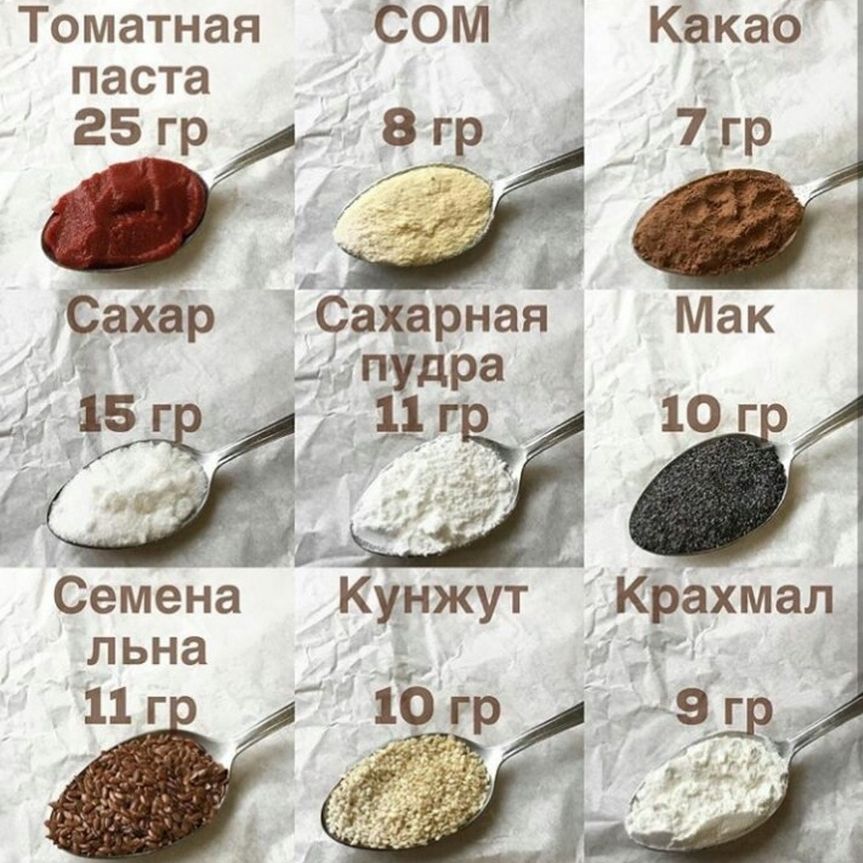 Томатная
паста
25 гр
СОМ
8 гр
Какао
7 гр
Сахар
15 гр
Сахарная
пудра
11 гр
Мак
10 гр
Семена
льна
11 гр
Кунжут
10 гр
Крахмал
9 гр